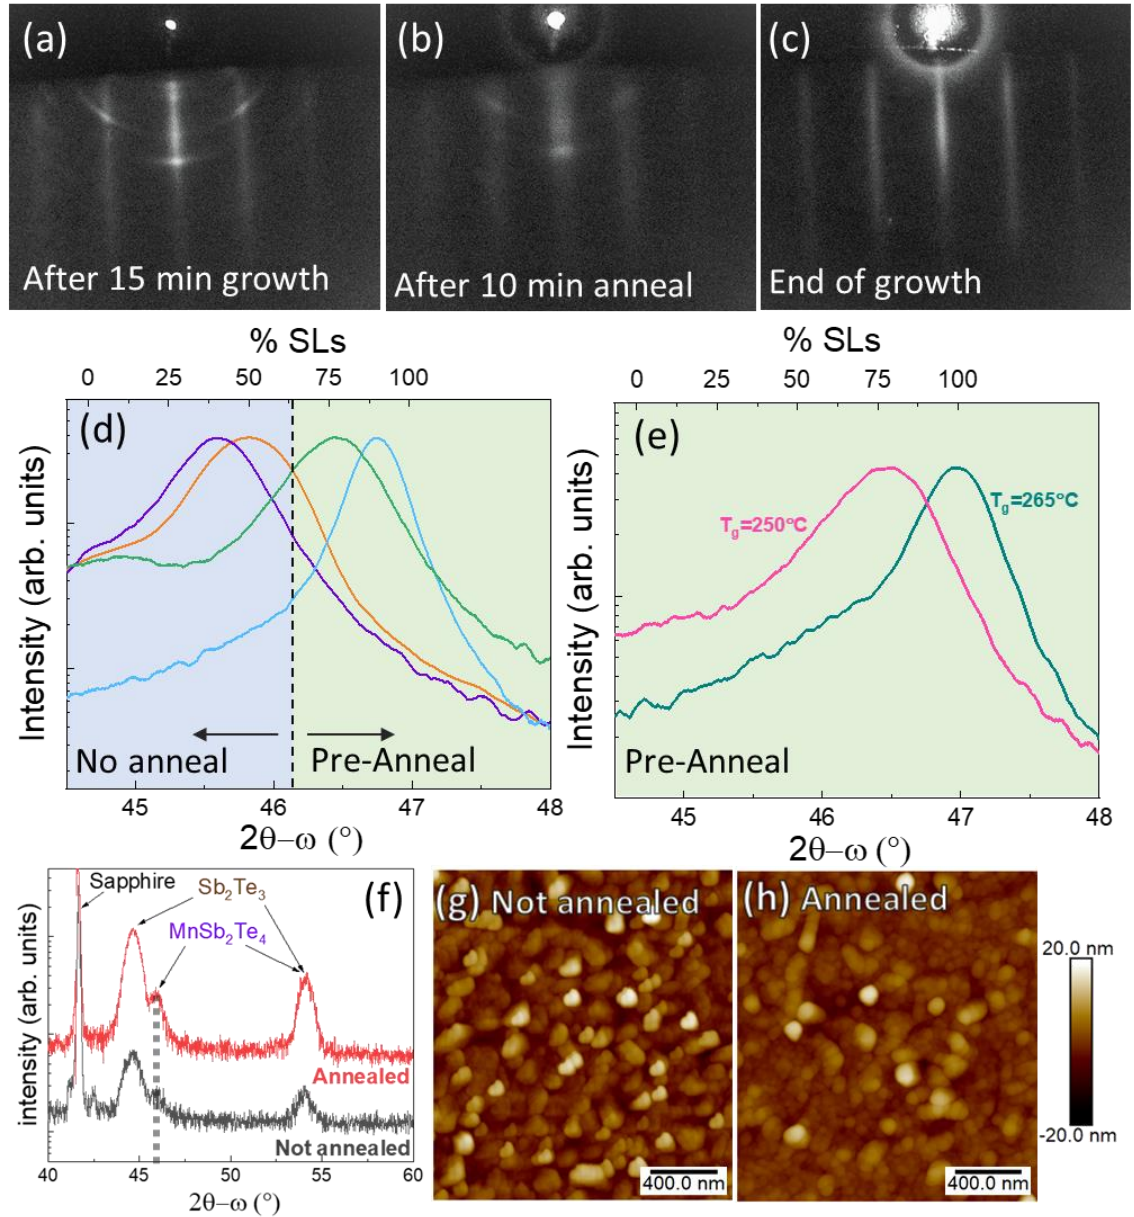 (a)
After 15 min growth
(b)
After 10 min anneal
(c)
End of growth
% SLs
0 25 50 75 100
(d)
No anneal
Pre-Anneal
Intensity (arb. units)
45 46 47 48
2θ−ω (°)
% SLs
0 25 50 75 100
(e)
Tg=250°C
Tg=265°C
Pre-Anneal
Intensity (arb. units)
45 46 47 48
2θ−ω (°)
(f)
Sapphire
Sb2Te3
MnSb2Te4
Annealed
Not annealed
intensity (arb. units)
40 45 50 55 60
2θ−ω (°)
(g) Not annealed
400.0 nm
(h) Annealed
400.0 nm
20.0 nm
-20.0 nm